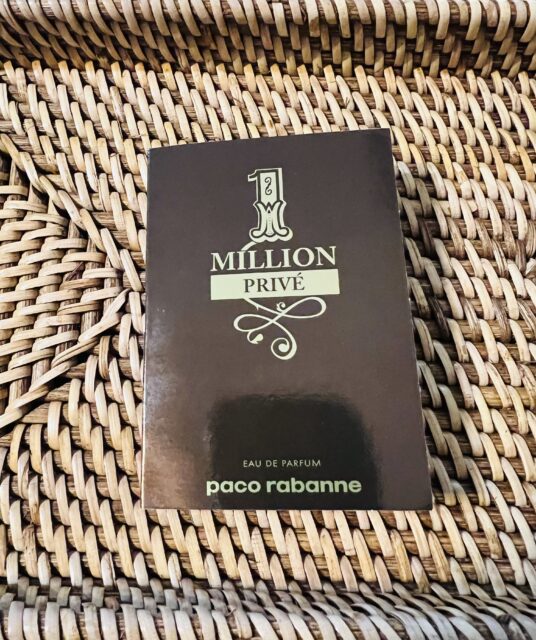 1
MILLION
PRIVÉ
EAU DE PARFUM
paco rabanne